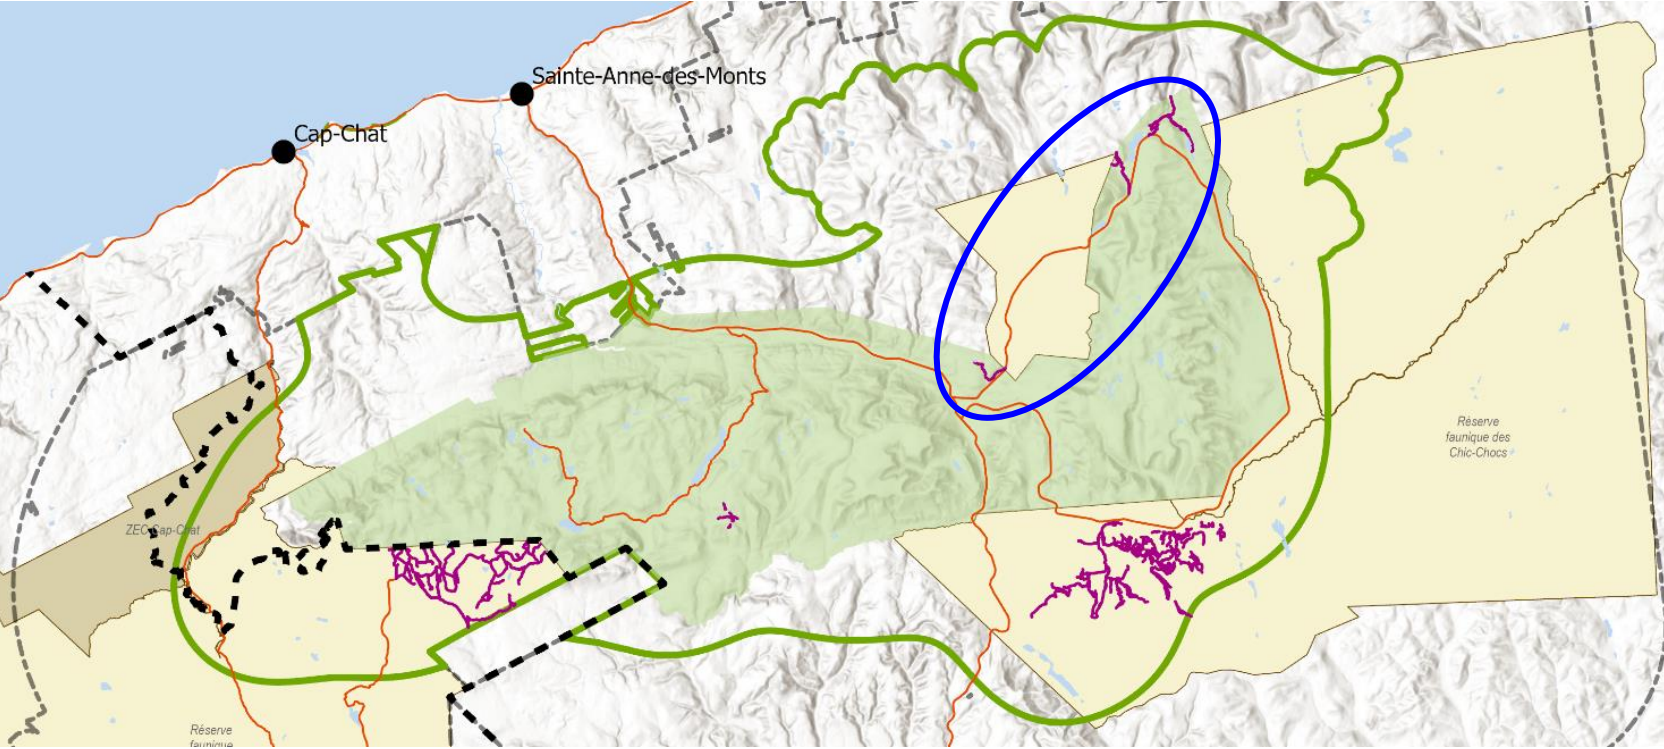 Sainte-Anne-des-Monts
Cap-Chat
Réserve
faunique des
Chic-Chocs
ZEC Cap-Chat
Réserve
faunique